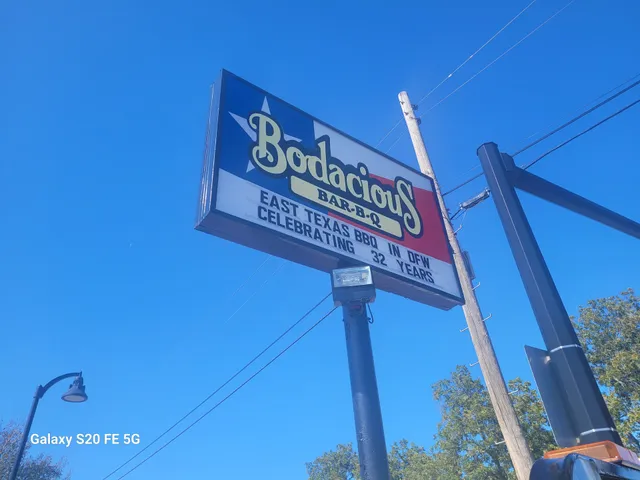 Bodacious
BAR-B-Q
EAST TEXAS BBQ IN DFW
CELEBRATING 32 YEARS
Galaxy S20 FE 5G